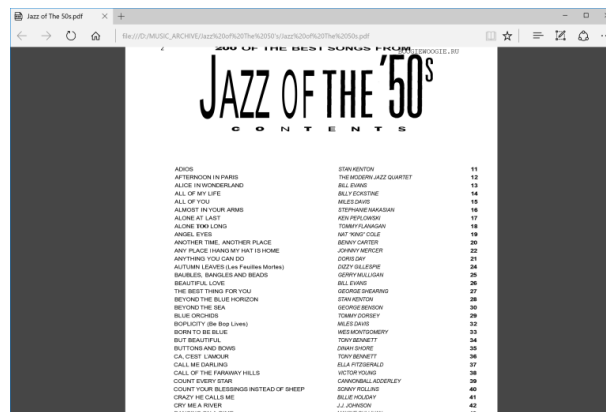 Jazz of The 50s.pdf
file:///D:/MUSIC_ARCHIVE/Jazz%20of%20The%2050's/Jazz%20of%20The%2050s.pdf
200 OF THE BEST SONGS FROM
BOOGIEWOOGIE.RU
JAZZ OF THE '50s
CONTENTS
ADIOS STAN KENTON 11
AFTERNOON IN PARIS THE MODERN JAZZ QUARTET 12
ALICE IN WONDERLAND BILL EVANS 13
ALL OF MY LIFE BILLY ECKSTINE 14
ALL OF YOU MILES DAVIS 15
ALMOST IN YOUR ARMS STEPHANIE NAKASIAN 16
ALONE AT LAST KEN PEPLOWSKI 17
ALONE TOO LONG TOMMY FLANAGAN 18
ANGEL EYES NAT "KING" COLE 19
ANOTHER TIME, ANOTHER PLACE BENNY CARTER 20
ANY PLACE I HANG MY HAT IS HOME JOHNNY MERCER 22
ANYTHING YOU CAN DO DORIS DAY 21
AUTUMN LEAVES (Les Feuilles Mortes) DIZZY GILLESPIE 24
BAUBLES, BANGLES AND BEADS GERRY MULLIGAN 25
BEAUTIFUL LOVE BILL EVANS 26
THE BEST THING FOR YOU GEORGE SHEARING 27
BEYOND THE BLUE HORIZON STAN KENTON 28
BEYOND THE SEA GEORGE BENSON 30
BLUE ORCHIDS TOMMY DORSEY 29
BOPLICITY (Be Bop Lives) MILES DAVIS 32
BORN TO BE BLUE WES MONTGOMERY 33
BUT BEAUTIFUL TONY BENNETT 34
BUTTONS AND BOWS DINAH SHORE 35
CA, C'EST L'AMOUR TONY BENNETT 36
CALL ME DARLING ELLA FITZGERALD 37
CALL OF THE FARAWAY HILLS VICTOR YOUNG 38
COUNT EVERY STAR CANNONBALL ADDERLEY 39
COUNT YOUR BLESSINGS INSTEAD OF SHEEP SONNY ROLLINS 40
CRAZY HE CALLS ME BILLIE HOLIDAY 41
CRY ME A RIVER J.J. JOHNSON 42